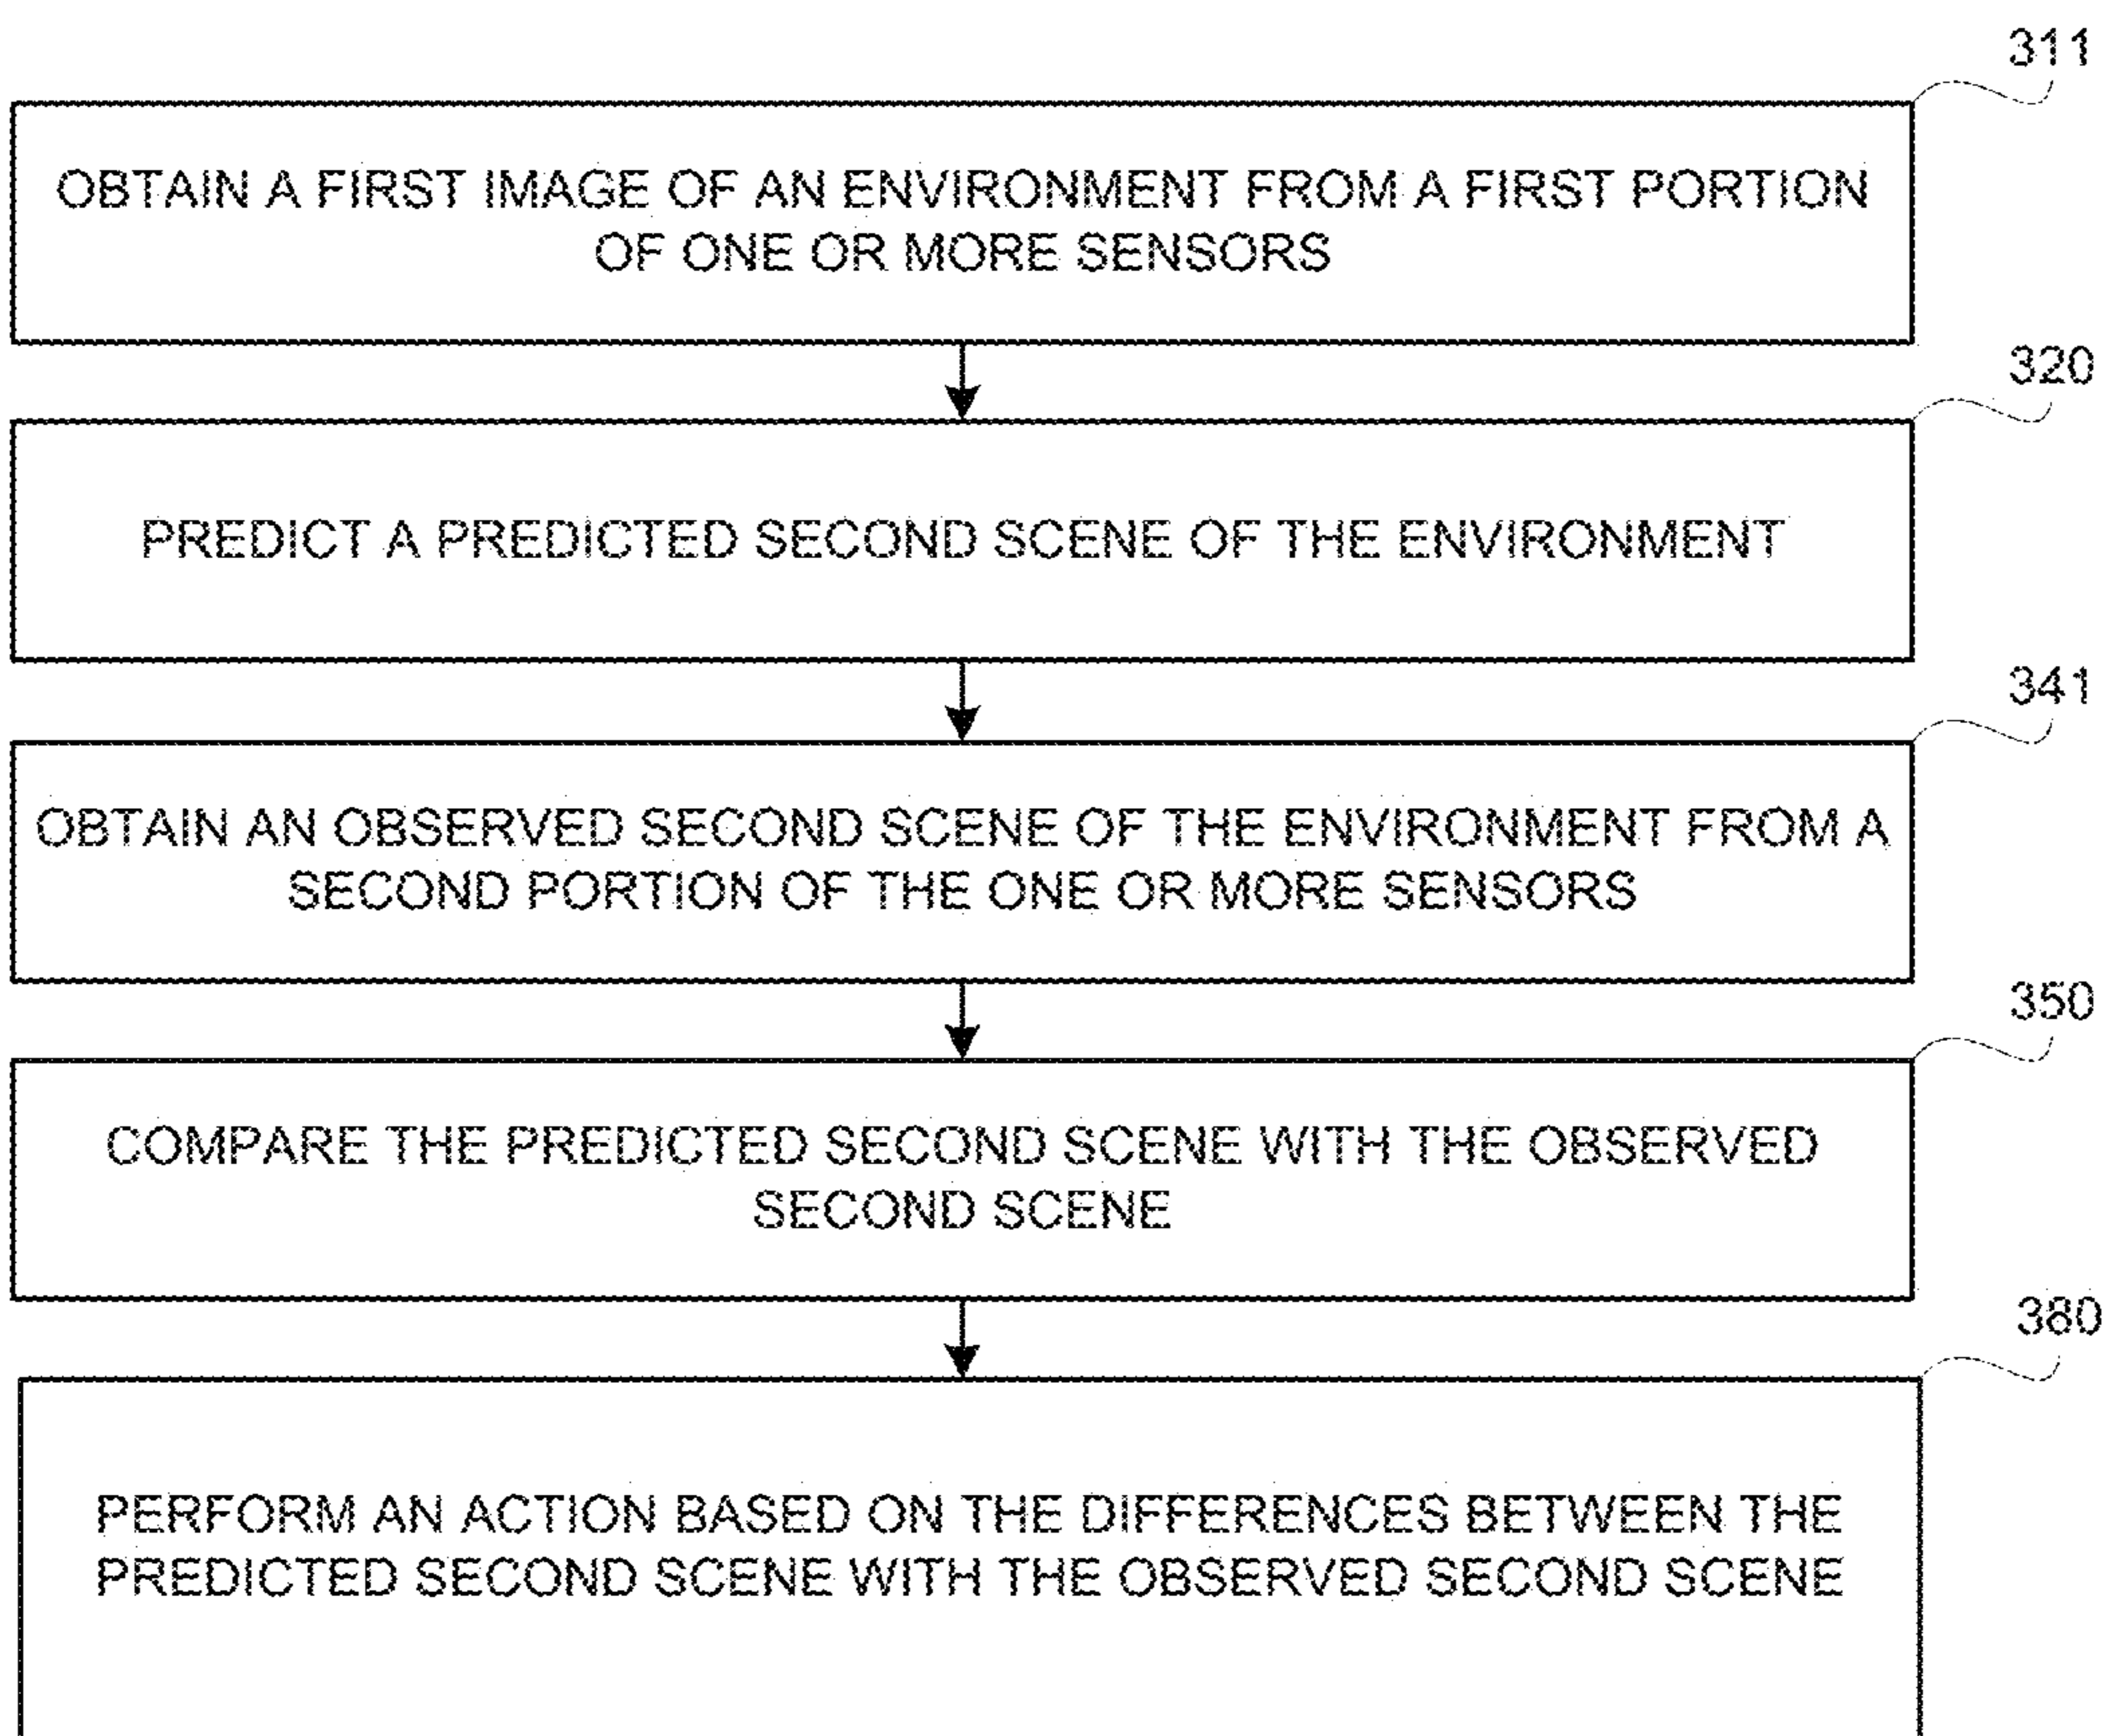 311
OBTAIN A FIRST IMAGE OF AN ENVIRONMENT FROM A FIRST PORTION
OF ONE OR MORE SENSORS
320
PREDICT A PREDICTED SECOND SCENE OF THE ENVIRONMENT
341
OBTAIN AN OBSERVED SECOND SCENE OF THE ENVIRONMENT FROM A
SECOND PORTION OF THE ONE OR MORE SENSORS
350
COMPARE THE PREDICTED SECOND SCENE WITH THE OBSERVED
SECOND SCENE
380
PERFORM AN ACTION BASED ON THE DIFFERENCES BETWEEN THE
PREDICTED SECOND SCENE WITH THE OBSERVED SECOND SCENE